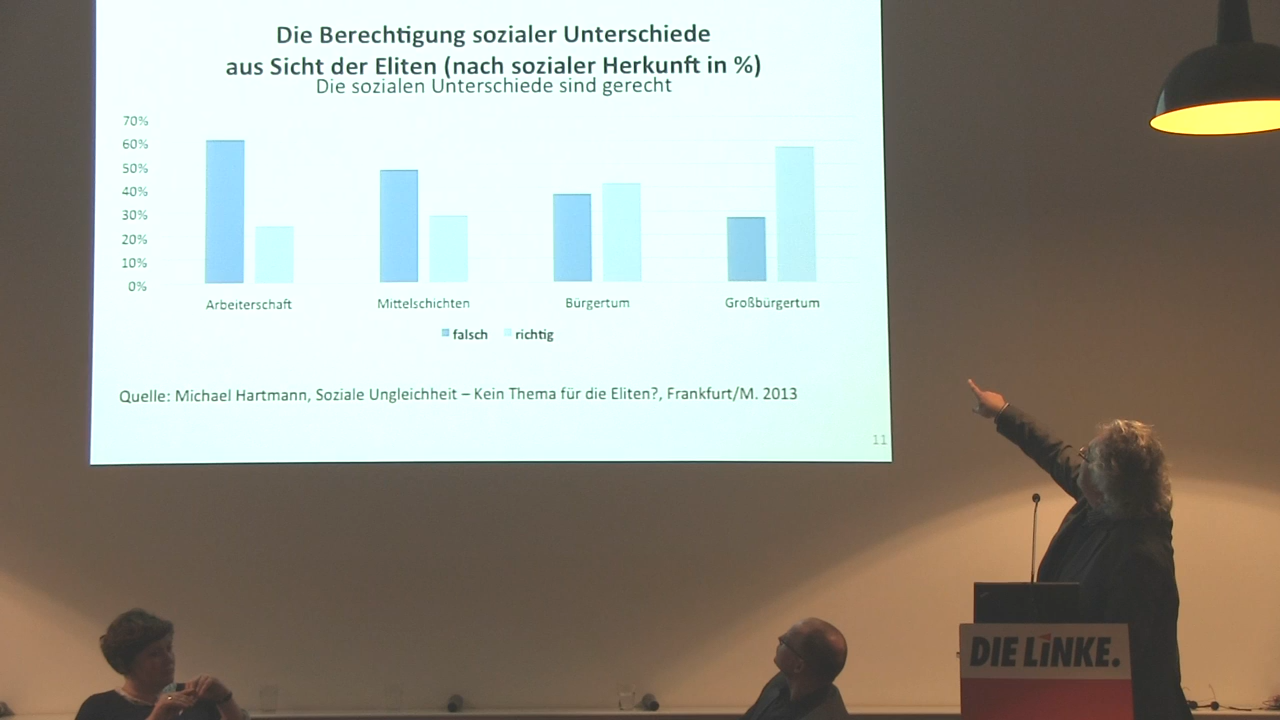 Die Berechtigung sozialer Unterschiede
aus Sicht der Eliten (nach sozialer Herkunft in %)
Die sozialen Unterschiede sind gerecht
70%
60%
50%
40%
30%
20%
10%
0%
Arbeiterschaft Mittelschichten Bürgertum Großbürgertum
falsch richtig
Quelle: Michael Hartmann, Soziale Ungleichheit – Kein Thema für die Eliten?, Frankfurt/M. 2013
11
DIE LINKE.